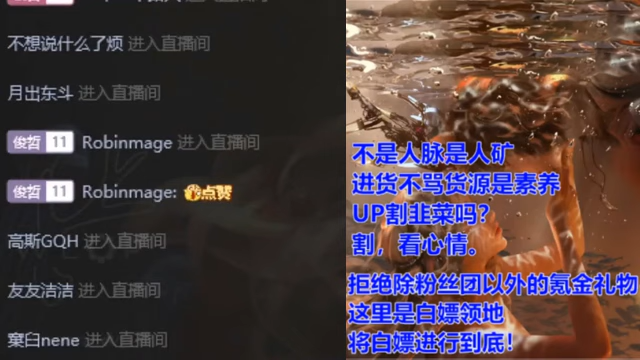 不想说什么了烦 进入直播间
月出东斗 进入直播间
俊哲 11 Robinmage 进入直播间
俊哲 11 Robinmage: 点赞
高斯GQH 进入直播间
友友洁洁 进入直播间
窠臼nene 进入直播间
不是人脉是人矿
进货不骂货源是素养
UP割韭菜吗?
割，看心情。
拒绝除粉丝团以外的氪金礼物
这里是白嫖领地
将白嫖进行到底!